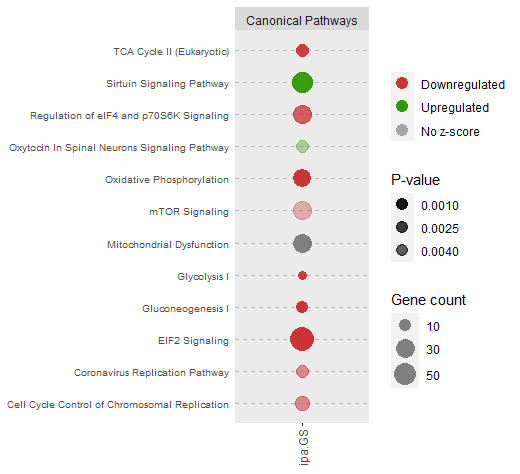 Canonical Pathways
TCA Cycle II (Eukaryotic)
Sirtuin Signaling Pathway
Regulation of eIF4 and p70S6K Signaling
Oxytocin In Spinal Neurons Signaling Pathway
Oxidative Phosphorylation
mTOR Signaling
Mitochondrial Dysfunction
Glycolysis I
Gluconeogenesis I
EIF2 Signaling
Coronavirus Replication Pathway
Cell Cycle Control of Chromosomal Replication
ipa.GS
Downregulated
Upregulated
No z-score
P-value
0.0010
0.0025
0.0040
Gene count
10
30
50